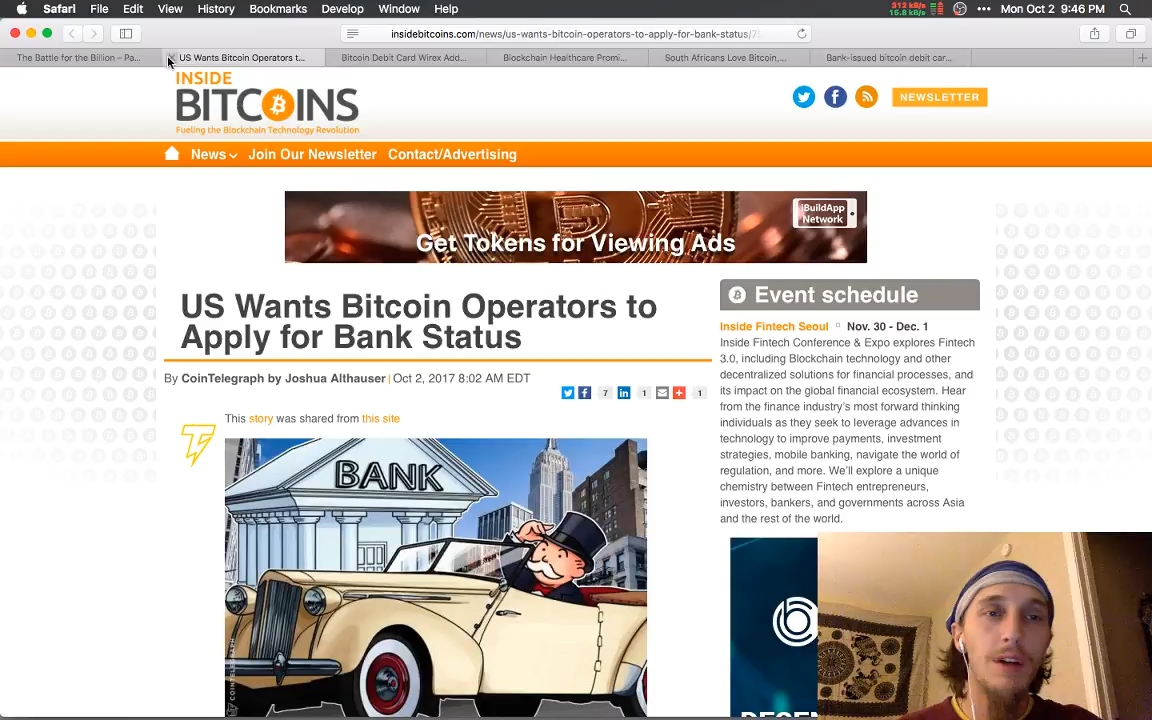 Safari File Edit View History Bookmarks Develop Window Help
312 kB/s
15.8 kB/s
Mon Oct 2 9:46 PM
insidebitcoins.com/news/us-wants-bitcoin-operators-to-apply-for-bank-status/
The Battle for the Billion – Pa...
US Wants Bitcoin Operators t...
Bitcoin Debit Card Wirex Add...
Blockchain Healthcare Promi...
South Africans Love Bitcoin,...
Bank-issued bitcoin debit car...
INSIDE
BITCOINS
Fueling the Blockchain Technology Revolution
NEWSLETTER
News Join Our Newsletter Contact/Advertising
iBuildApp
Network
Get Tokens for Viewing Ads
US Wants Bitcoin Operators to
Apply for Bank Status
By CoinTelegraph by Joshua Althauser | Oct 2, 2017 8:02 AM EDT
7 1 1
This story was shared from this site
BANK
COINTELEGRAPH
Event schedule
Inside Fintech Seoul Nov. 30 - Dec. 1
Inside Fintech Conference & Expo explores Fintech
3.0, including Blockchain technology and other
decentralized solutions for financial processes, and
its impact on the global financial ecosystem. Hear
from the finance industry's most forward thinking
individuals as they seek to leverage advances in
technology to improve payments, investment
strategies, mobile banking, navigate the world of
regulation, and more. We'll explore a unique
chemistry between Fintech entrepreneurs,
investors, bankers, and governments across Asia
and the rest of the world.